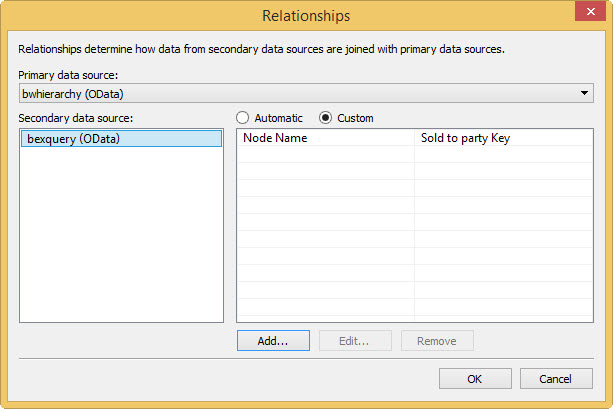 Relationships
Relationships determine how data from secondary data sources are joined with primary data sources.
Primary data source:
bwhierarchy (OData)
Secondary data source:
Automatic
Custom
bexquery (OData)
Node Name
Sold to party Key
Add...
Edit...
Remove
OK
Cancel